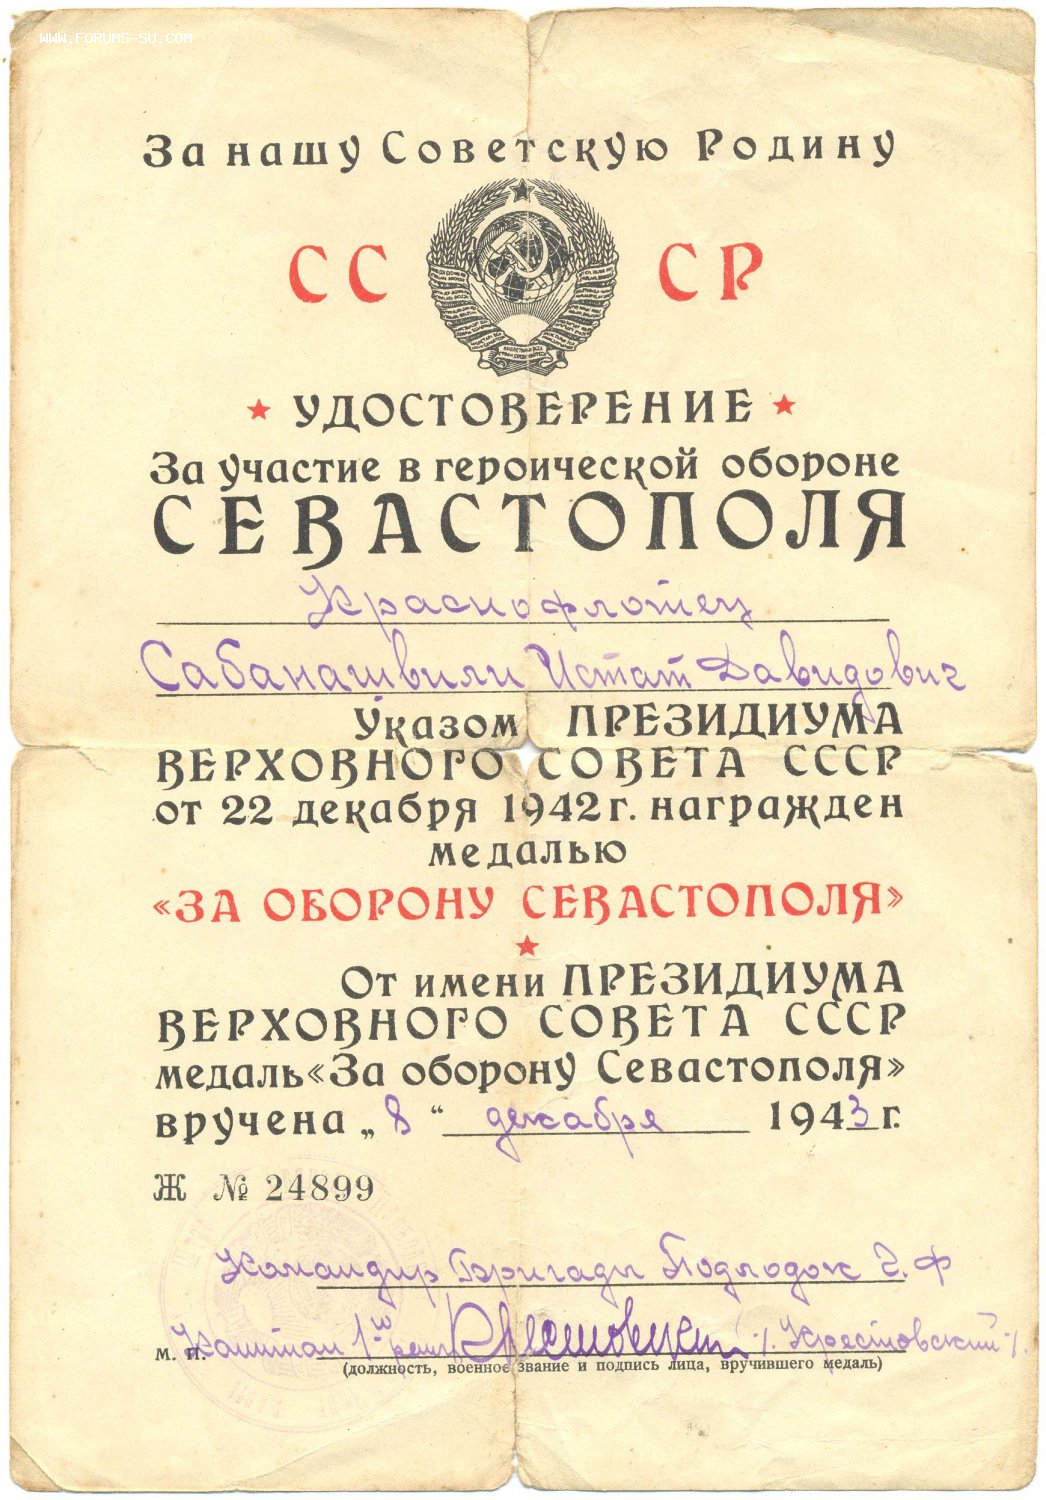 WWW.FORUMS-SU.COM
За нашу Советскую Родину
СССР
УДОСТОВЕРЕНИЕ
За участие в героической обороне
СЕВАСТОПОЛЯ
Краснофлотец
Сабанашвили Истат Давидович
Указом ПРЕЗИДИУМА
ВЕРХОВНОГО СОВЕТА СССР
от 22 декабря 1942 г. награжден
медалью
«ЗА ОБОРОНУ СЕВАСТОПОЛЯ»
От имени ПРЕЗИДИУМА
ВЕРХОВНОГО СОВЕТА СССР
медаль «За оборону Севастополя»
вручена „8“ декабря 1943 г.
Ж № 24899
Командир Бригады Подлодок Ч.Ф
м. п. Капитан 1го ранга /Крестовский/.
(должность, военное звание и подпись лица, вручившего медаль)